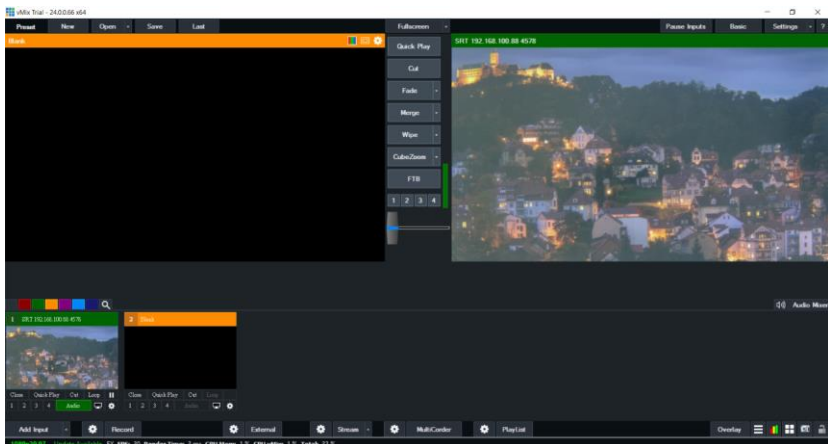 vMix Trial - 24.0.0.66 x64
Preset New Open Save Last Fullscreen Pause Inputs Basic Settings ?
Blank
SRT 192.168.100.88 4578
Quick Play
Cut
Fade
Merge
Wipe
CubeZoom
FTB
1 2 3 4
Audio Mixer
1 SRT 192.168.100.88 4578
2 Blank
Close Quick Play Cut Loop Close Quick Play Cut Loop
1 2 3 4 Audio 1 2 3 4 Audio
Add Input Record External Stream MultiCorder PlayList Overlay
Update Available